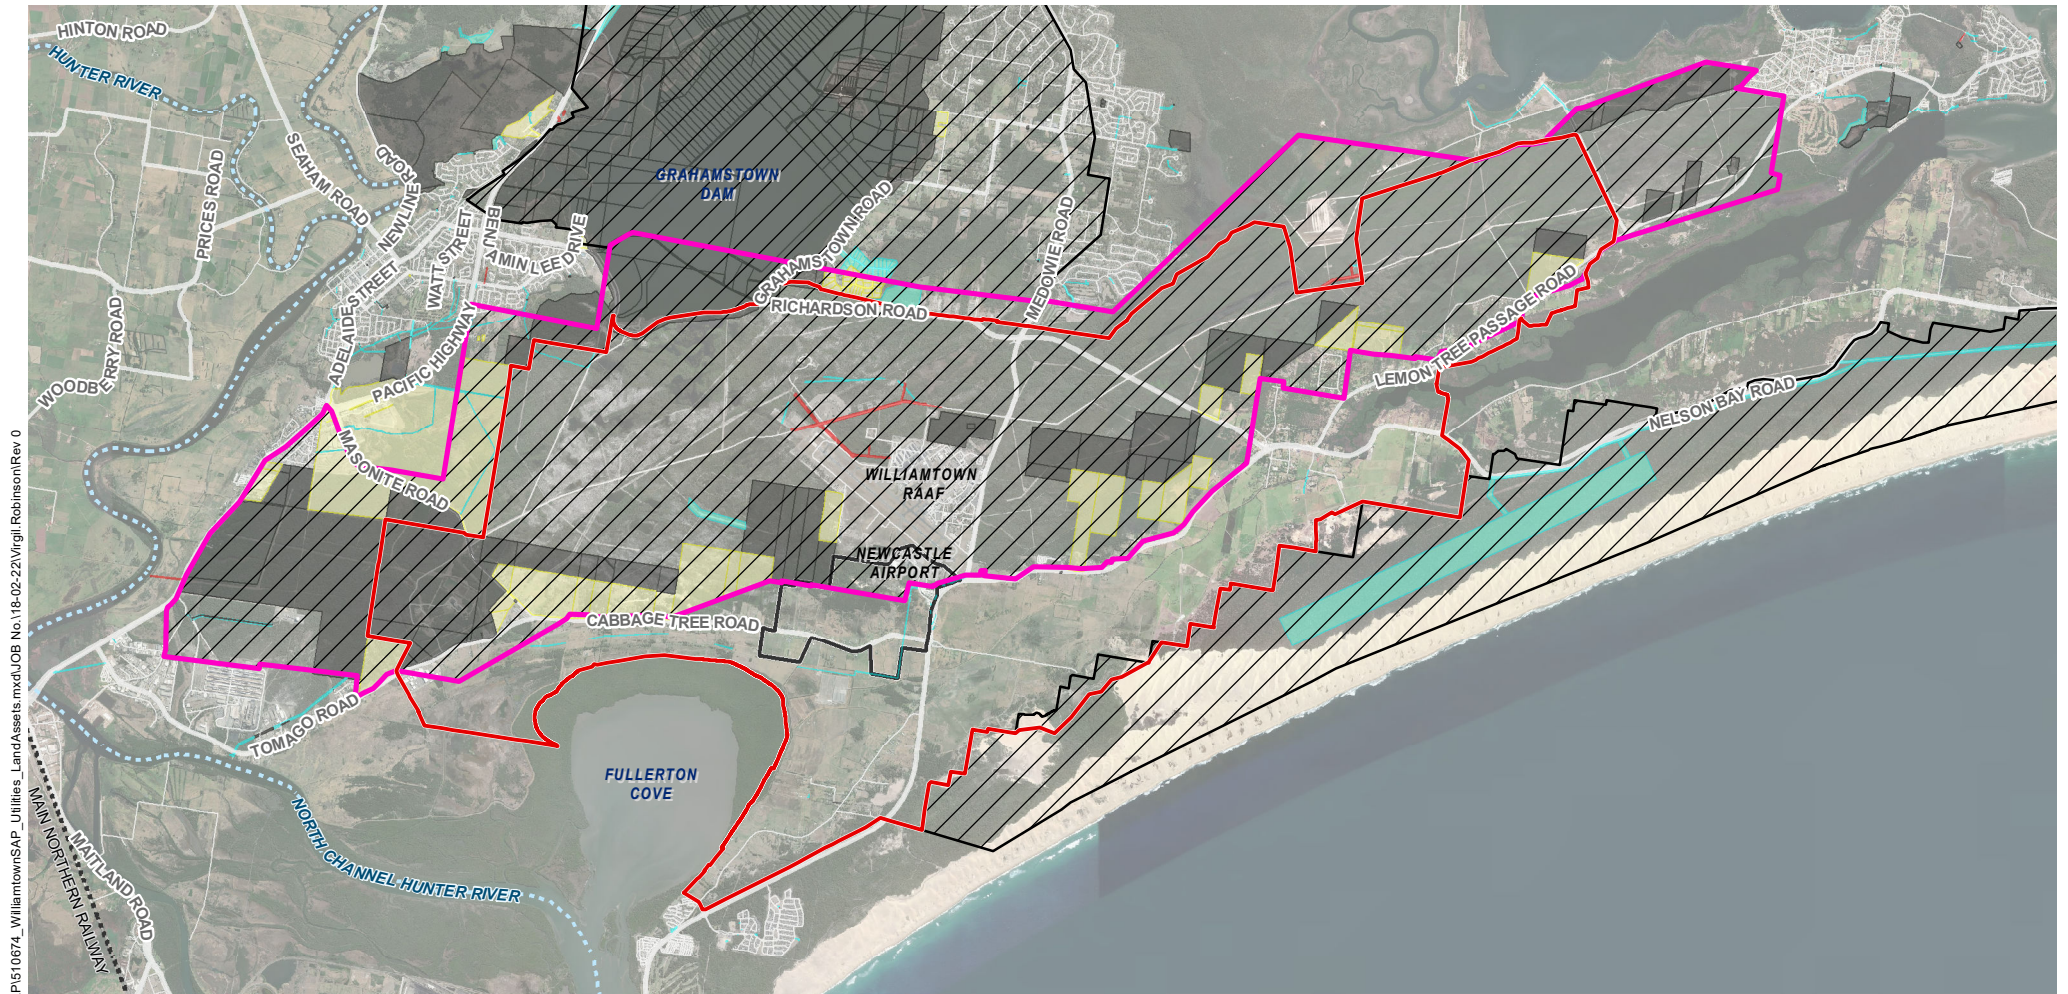 HINTON ROAD
HUNTER RIVER
SEAHAM ROAD
NEWLINE
ROAD
PRICES ROAD
WOODBERRY ROAD
ADELAIDE STREET
WATT STREET
BENJAMIN LEE DRIVE
PACIFIC HIGHWAY
MASONITE ROAD
GRAHAMSTOWN
DAM
GRAHAMSTOWN ROAD
RICHARDSON ROAD
MEDOWIE ROAD
LEMON TREE PASSAGE ROAD
NELSON BAY ROAD
WILLIAMTOWN
RAAF
NEWCASTLE
AIRPORT
CABBAGE TREE ROAD
TOMAGO ROAD
FULLERTON
COVE
NORTH CHANNEL HUNTER RIVER
MAITLAND ROAD
MAIN NORTHERN RAILWAY
P\510674_WilliamtownSAP_Utilities_LandAssets.mxd\JOB No.\18-02-22\Virgil.Robinson\Rev 0